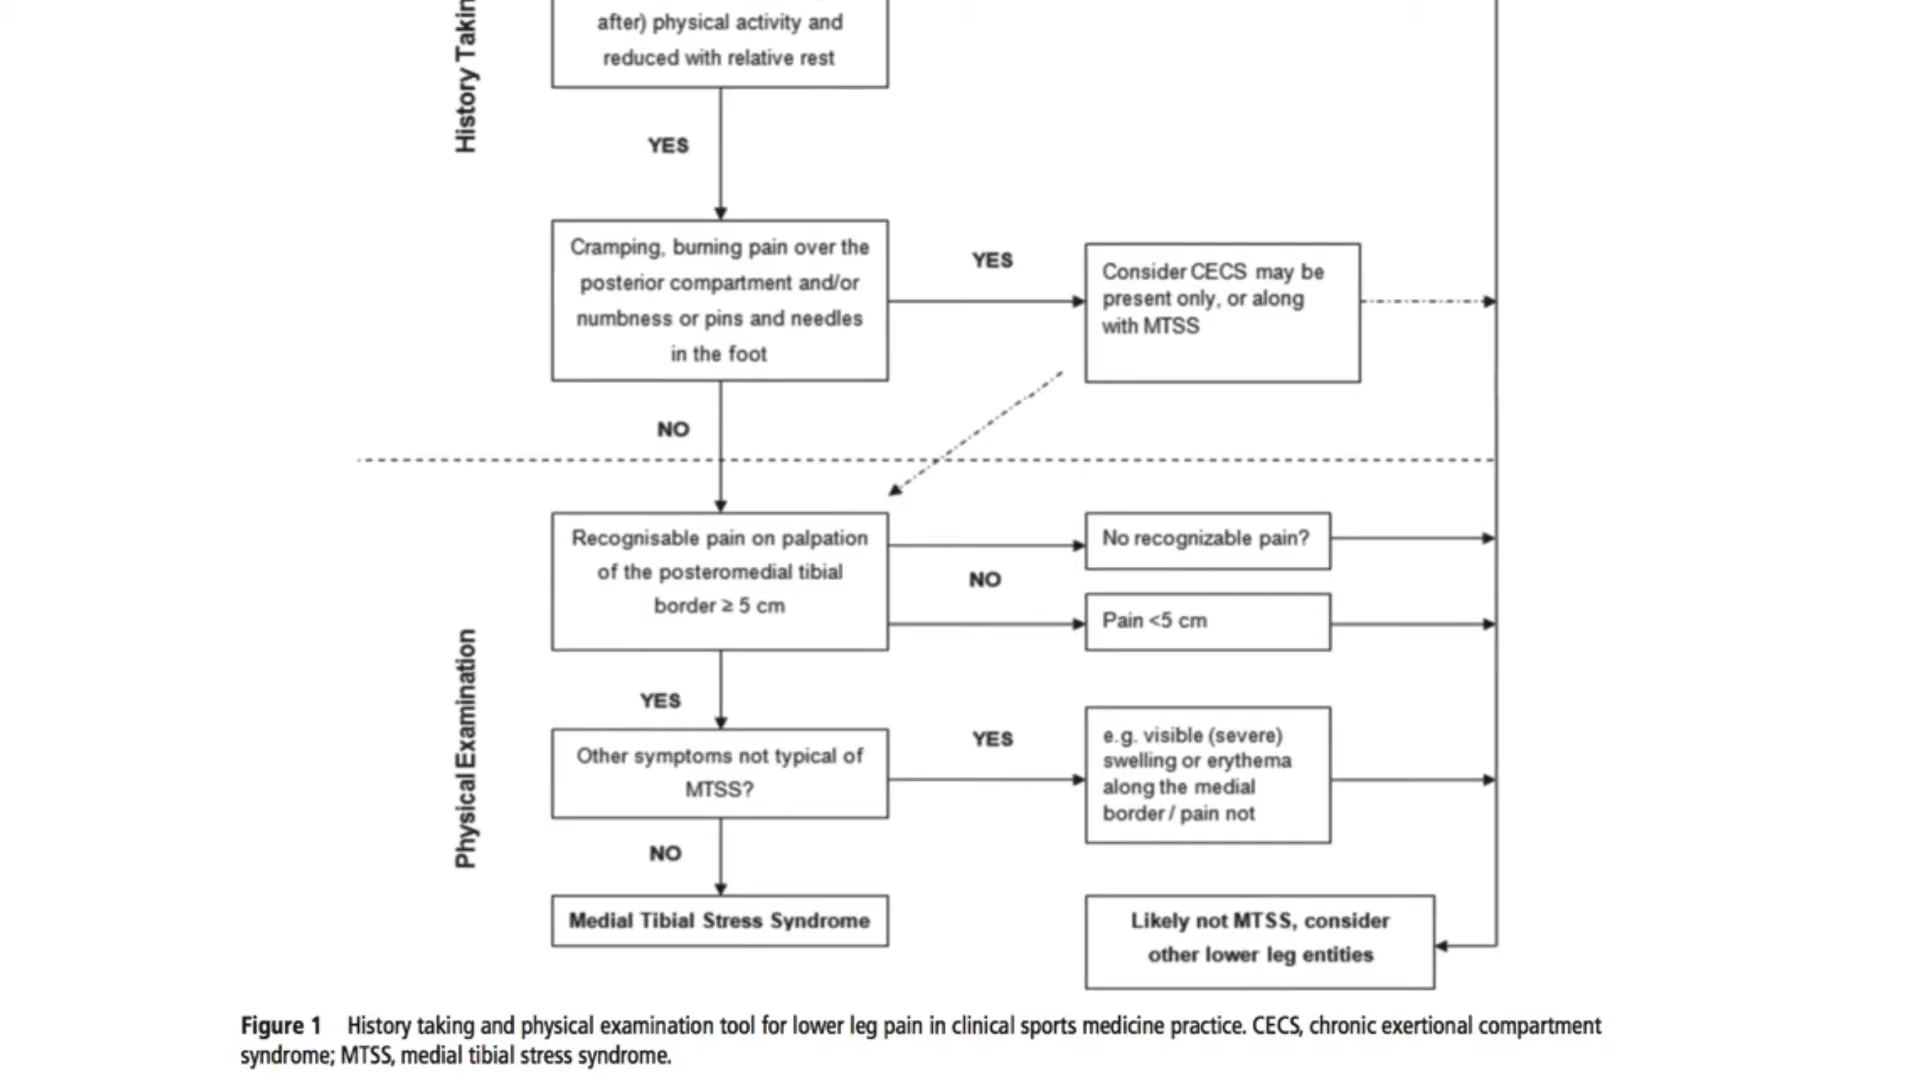 History Takin
after) physical activity and
reduced with relative rest
YES
Cramping, burning pain over the
posterior compartment and/or
numbness or pins and needles
in the foot
YES
Consider CECS may be
present only, or along
with MTSS
NO
Physical Examination
Recognisable pain on palpation
of the posteromedial tibial
border ≥ 5 cm
NO
No recognizable pain?
Pain <5 cm
YES
Other symptoms not typical of
MTSS?
YES
e.g. visible (severe)
swelling or erythema
along the medial
border / pain not
NO
Medial Tibial Stress Syndrome
Likely not MTSS, consider
other lower leg entities
Figure 1 History taking and physical examination tool for lower leg pain in clinical sports medicine practice. CECS, chronic exertional compartment
syndrome; MTSS, medial tibial stress syndrome.